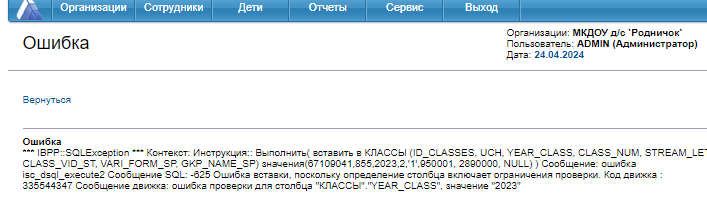 Организации Сотрудники Дети Отчеты Сервис Выход
Ошибка
Организации: МКДОУ д/с `Родничок`
Пользователь: ADMIN (Администратор)
Дата: 24.04.2024
Вернуться
Ошибка
*** IBPP::SQLException *** Контекст: Инструкция:: Выполнить( вставить в КЛАССЫ (ID_CLASSES, UCH, YEAR_CLASS, CLASS_NUM, STREAM_LET
CLASS_VID_ST, VARI_FORM_SP, GKP_NAME_SP) значения(67109041,855,2023,2,'1',950001, 2890000, NULL) ) Сообщение: ошибка
isc_dsql_execute2 Сообщение SQL: -625 Ошибка вставки, поскольку определение столбца включает ограничения проверки. Код движка :
335544347 Сообщение движка: ошибка проверки для столбца "КЛАССЫ"."YEAR_CLASS", значение "2023"